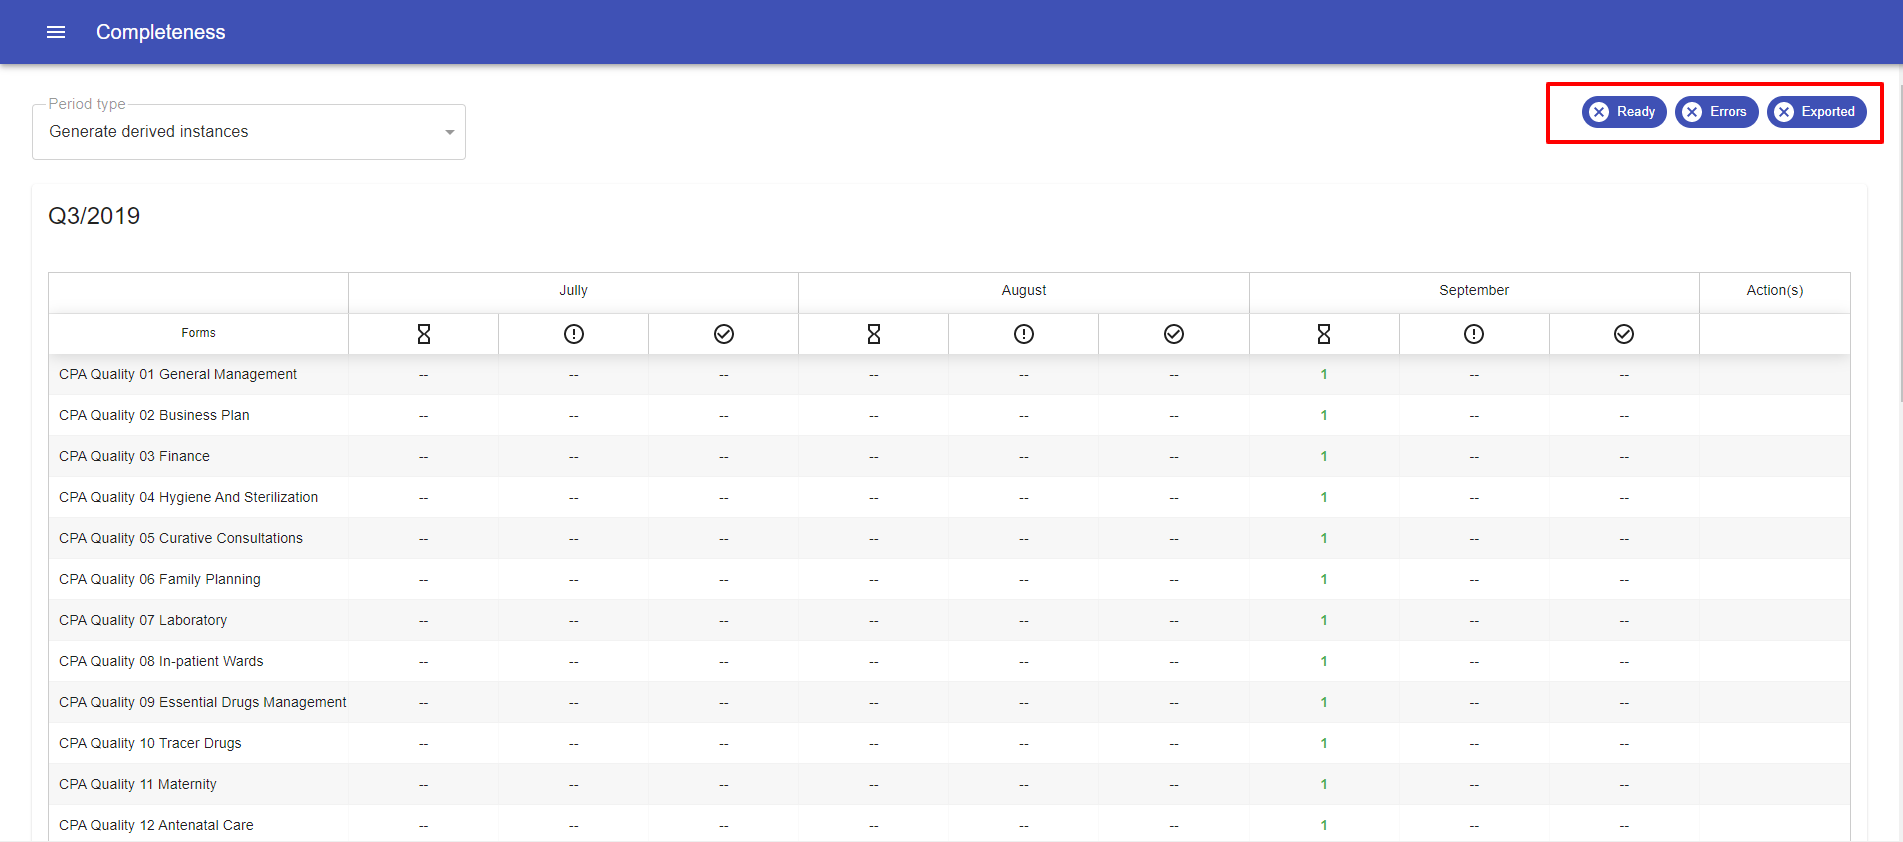 Completeness
Period type
Generate derived instances
Ready Errors Exported
Q3/2019
Jully August September Action(s)
Forms
CPA Quality 01 General Management -- -- -- -- -- -- 1 -- --
CPA Quality 02 Business Plan -- -- -- -- -- -- 1 -- --
CPA Quality 03 Finance -- -- -- -- -- -- 1 -- --
CPA Quality 04 Hygiene And Sterilization -- -- -- -- -- -- 1 -- --
CPA Quality 05 Curative Consultations -- -- -- -- -- -- 1 -- --
CPA Quality 06 Family Planning -- -- -- -- -- -- 1 -- --
CPA Quality 07 Laboratory -- -- -- -- -- -- 1 -- --
CPA Quality 08 In-patient Wards -- -- -- -- -- -- 1 -- --
CPA Quality 09 Essential Drugs Management -- -- -- -- -- -- 1 -- --
CPA Quality 10 Tracer Drugs -- -- -- -- -- -- 1 -- --
CPA Quality 11 Maternity -- -- -- -- -- -- 1 -- --
CPA Quality 12 Antenatal Care -- -- -- -- -- -- 1 -- --